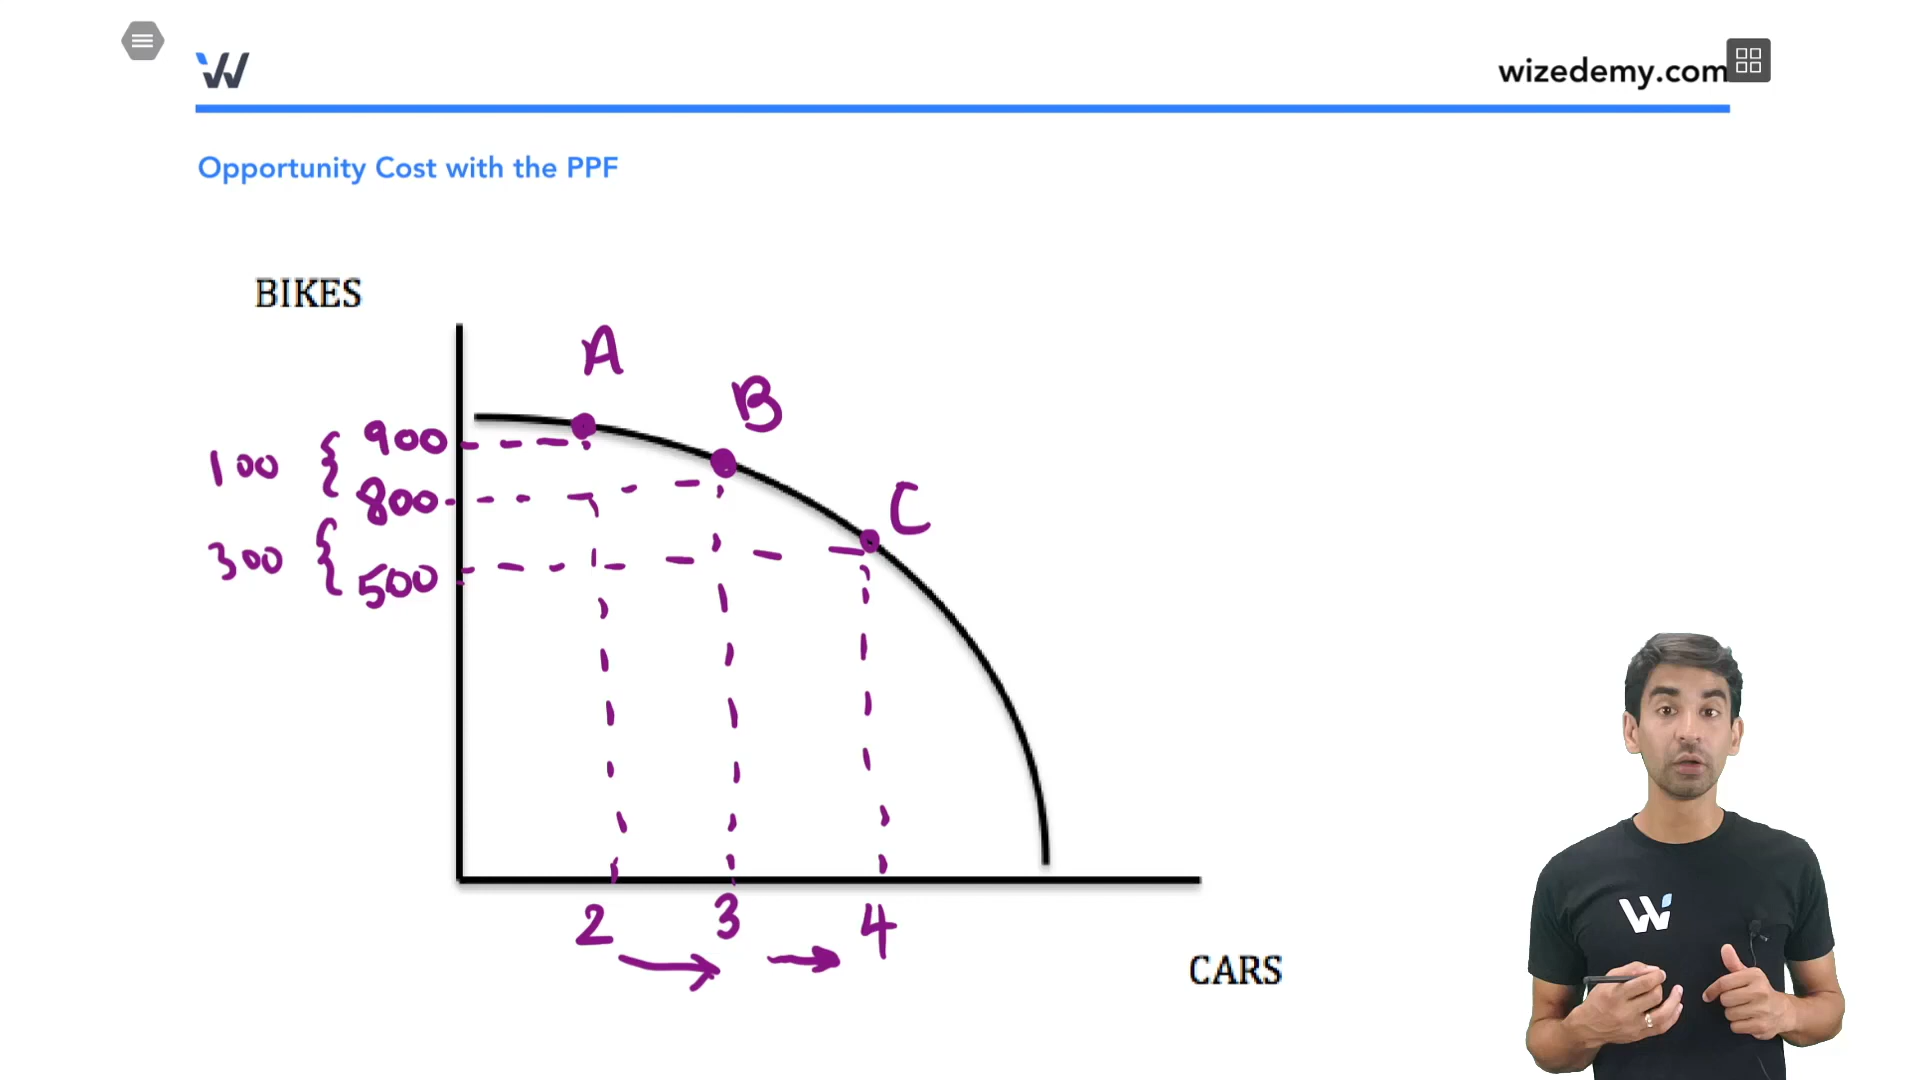 W
wizedemy.com
Opportunity Cost with the PPF
BIKES
A
B
C
100 { 900
800
300 { 500
2 → 3 → 4
CARS
W